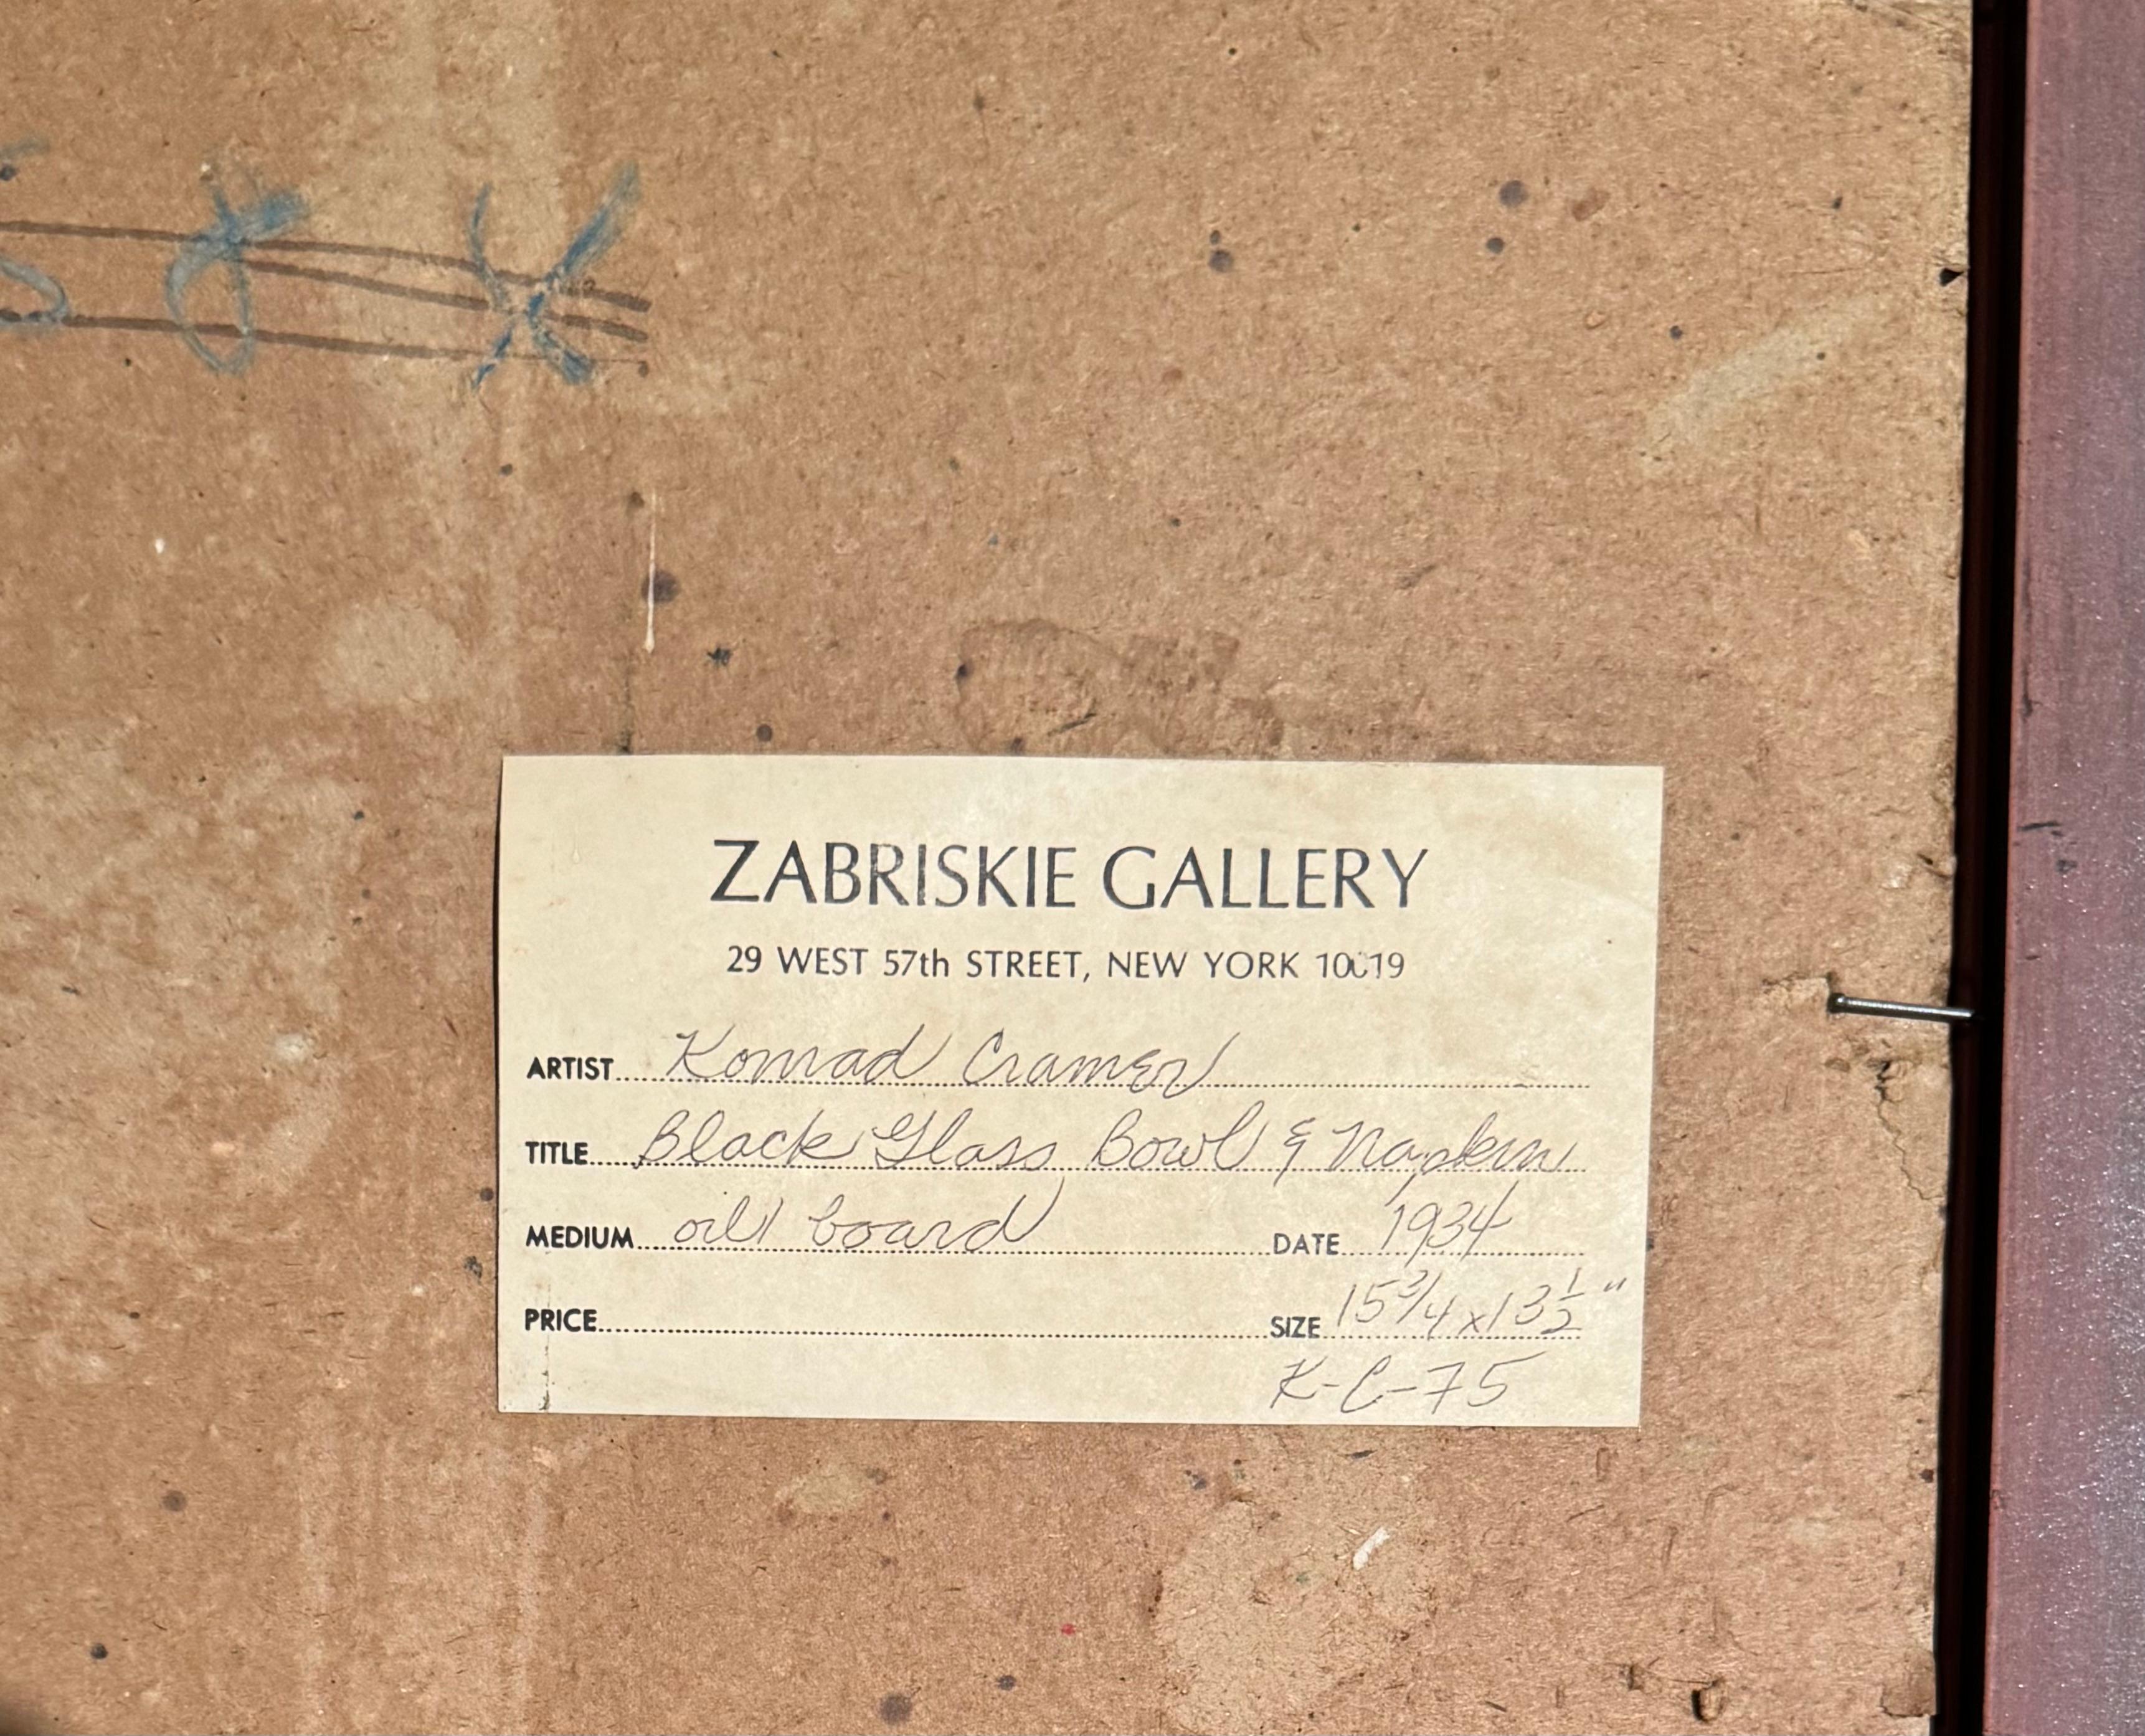 ZABRISKIE GALLERY
29 WEST 57th STREET, NEW YORK 10019
ARTIST Konrad Cramer
TITLE Black Glass Bowl & Napkin
MEDIUM oil/ board DATE 1934
PRICE SIZE 15 3/4 x 13 1/2 "
K-C-75